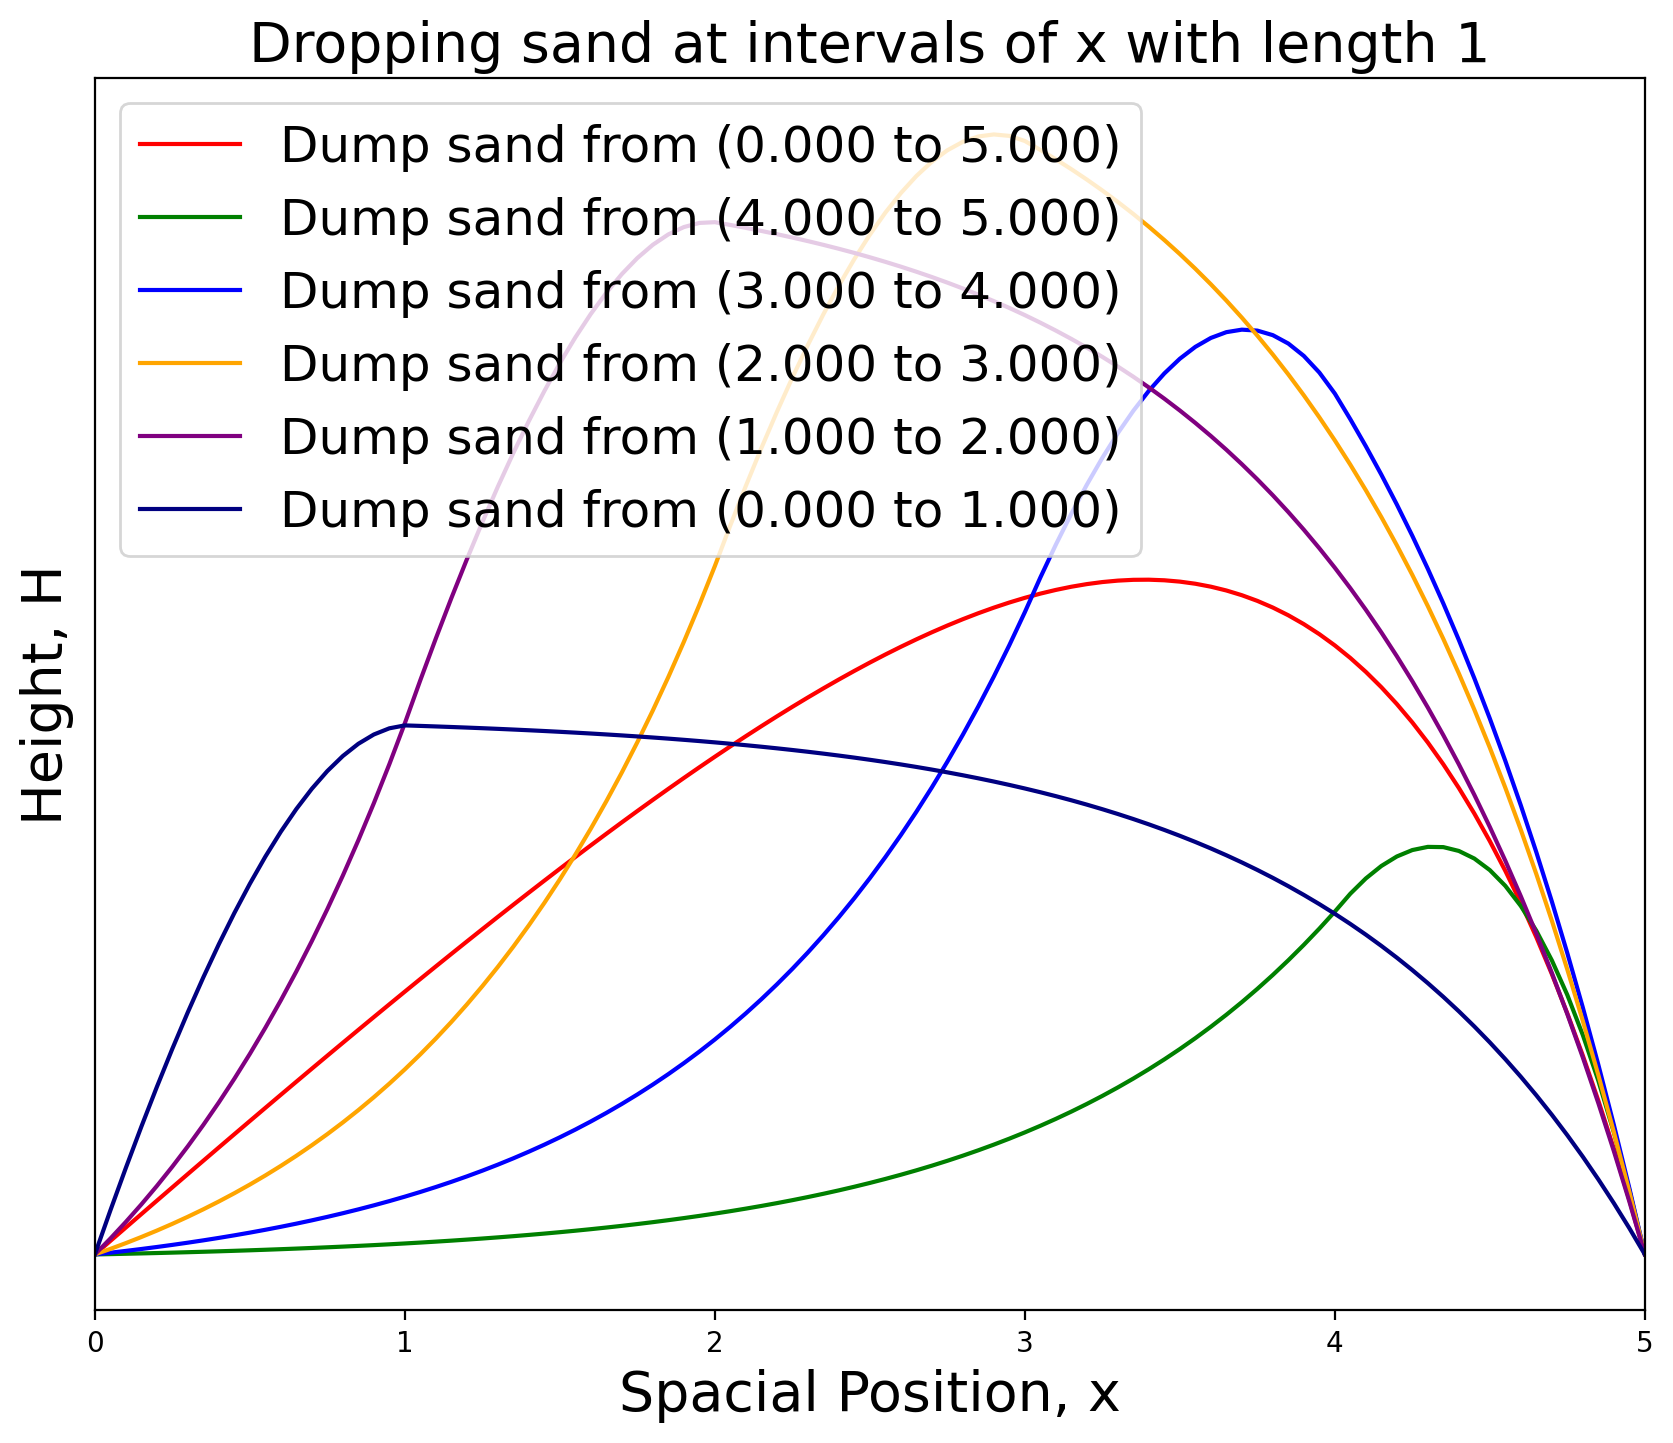 Dropping sand at intervals of x with length 1
Dump sand from (0.000 to 5.000)
Dump sand from (4.000 to 5.000)
Dump sand from (3.000 to 4.000)
Dump sand from (2.000 to 3.000)
Dump sand from (1.000 to 2.000)
Dump sand from (0.000 to 1.000)
Height, H
0 1 2 3 4 5
Spacial Position, x